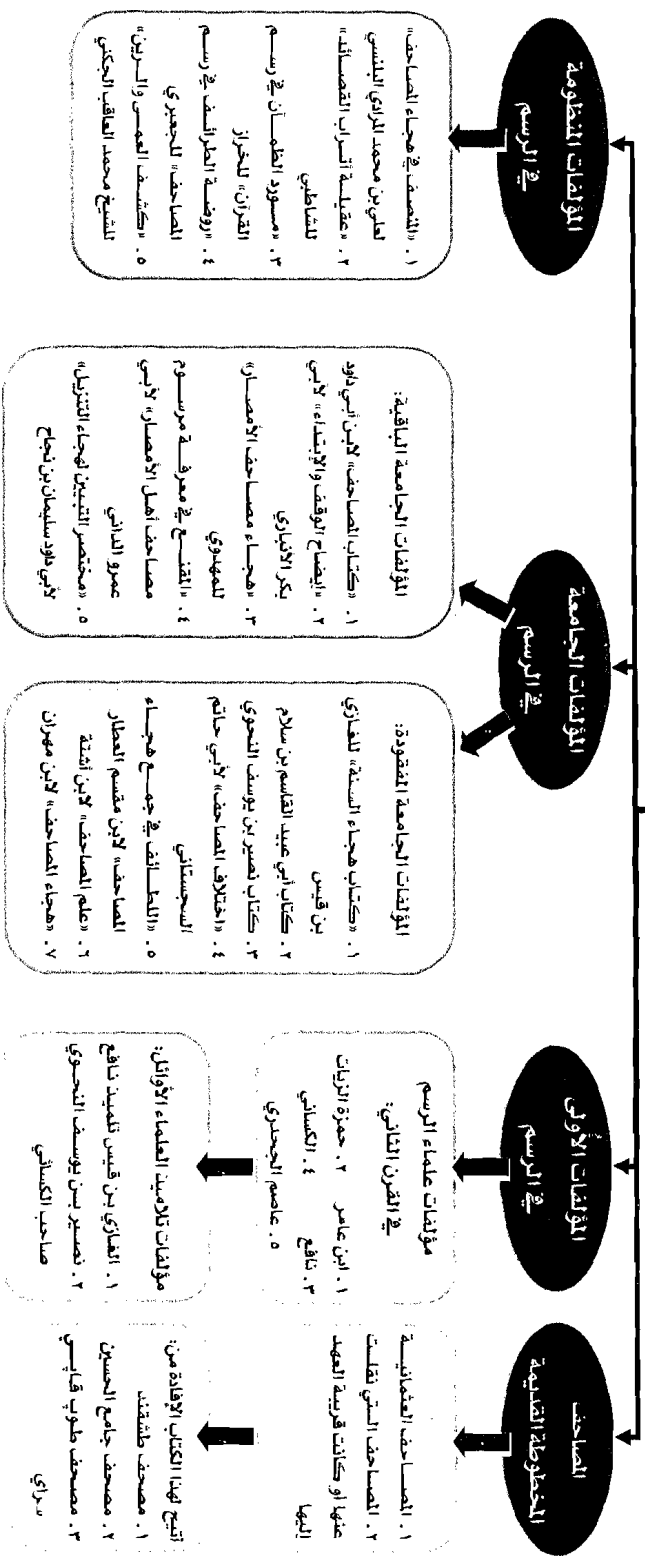 المصاحف
المخطوطة القديمة
١. المصاحف العثمانية
٢. المصاحف التي نقلت
عنها أو كانت قريبة العهد
إليها
أتيح لهذا الكتاب الإفادة من:
١. مصحف طشقند
٢. مصحف جامع الحسين
٣. مصحف طوب قابي
سراي
المؤلفات الأولى
في الرسم
مؤلفات علماء الرسم
في القرن الثاني:
١. ابن عامر ٢. حمزة الزيات
٣. نافع ٤. الكسائي
٥. عاصم الجحدري
مؤلفات تلاميذ العلماء الأوائل:
١. الغازي بن قيس تلميذ نافع
٢. نصير بن يوسف النحوي
صاحب الكسائي
المؤلفات الجامعة
في الرسم
المؤلفات الجامعة المفقودة:
١. «كتاب هجاء السنة» للغازي
بن قيس
٢. كتاب أبي عبيد القاسم بن سلام
٣. كتاب نصير بن يوسف النحوي
٤. «اختلاف المصاحف» لأبي حاتم
السجستاني
٥. «اللطائف في جمع هجاء
المصاحف» لابن مقسم العطار
٦. «علم المصاحف» لابن أشتة
٧. «هجاء المصاحف» لابن مهران
المؤلفات الجامعة الباقية:
١. «كتاب المصاحف» لابن أبي داود
٢. «إيضاح الوقف والابتداء» لأبي
بكر الأنباري
٣. «هجاء مصاحف الأمصار»
للمهدوي
٤. «المقنع في معرفة مرسوم
مصاحف أهل الأمصار» لأبي
عمرو الداني
٥. «مختصر التبيين لهجاء التنزيل»
لأبي داود سليمان بن نجاح
المؤلفات المنظومة
في الرسم
١. «المنصف في هجاء المصاحف»
لعلي بن محمد المرادي البلنسي
٢. «عقيلة أتراب القصائد»
للشاطبي
٣. «مورد الظمآن في رسم
القرآن» للخراز
٤. «روضة الطرائف في رسم
المصاحف» للجعبري
٥. «كشف العمى والرين»
للشيخ محمد العاقب الجكني